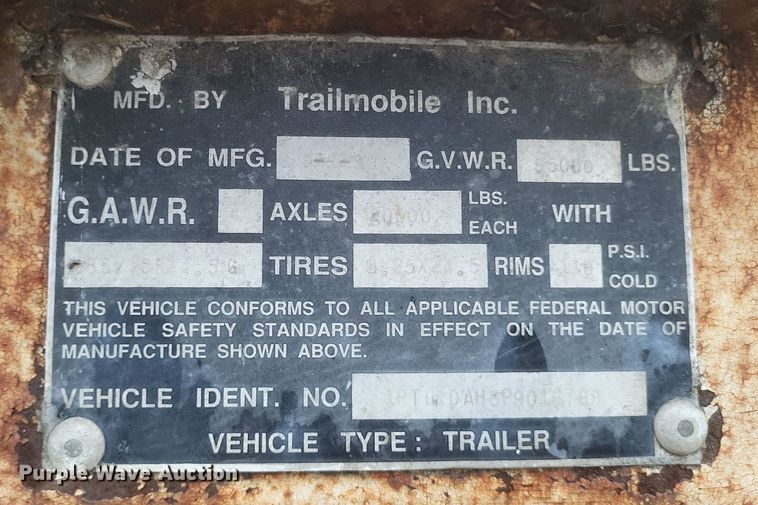 MFD. BY Trailmobile Inc.
DATE OF MFG. G.V.W.R. LBS.
G.A.W.R. AXLES LBS. EACH WITH
TIRES RIMS P.S.I. COLD
THIS VEHICLE CONFORMS TO ALL APPLICABLE FEDERAL MOTOR
VEHICLE SAFETY STANDARDS IN EFFECT ON THE DATE OF
MANUFACTURE SHOWN ABOVE.
VEHICLE IDENT. NO.
VEHICLE TYPE: TRAILER
Purple Wave Auction